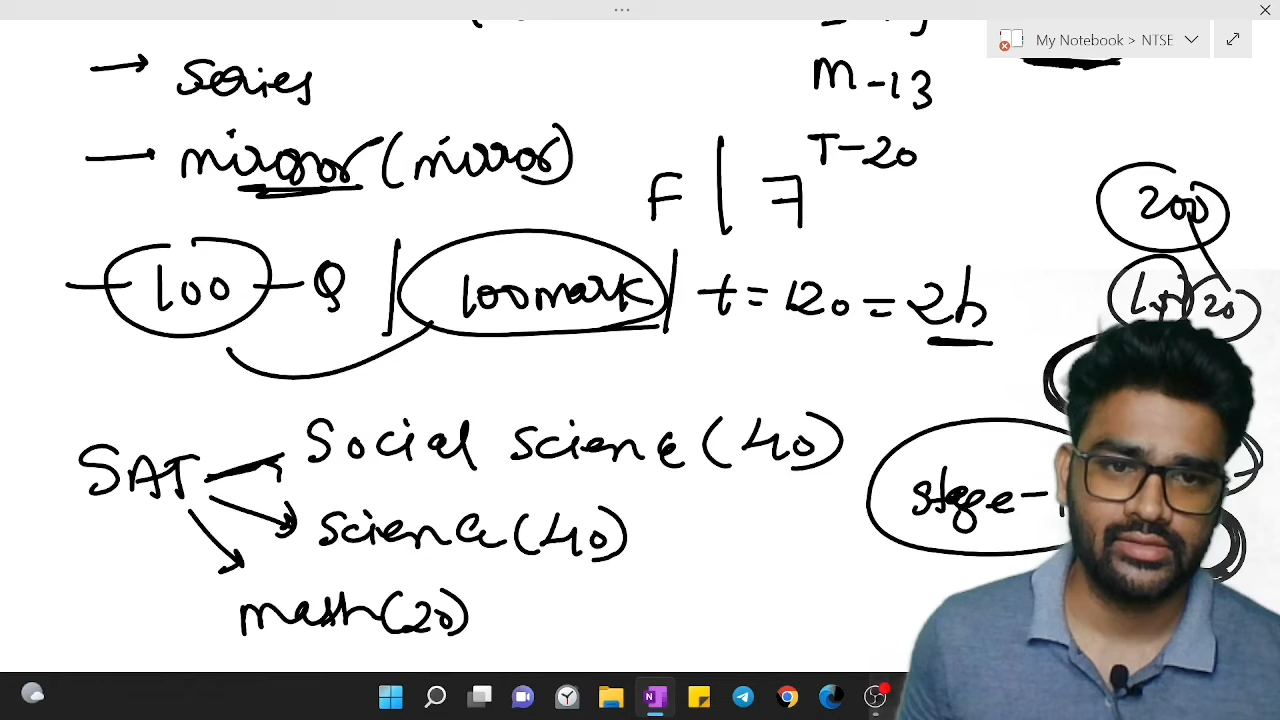 My Notebook > NTSE
→ series
M-13
— mirror (mirror)
T-20
F | ꟻ
200
— 100 — Q | 100 mark | t = 120 = 2h
20
SAT
Social science (40)
science (40)
math (20)
stage-